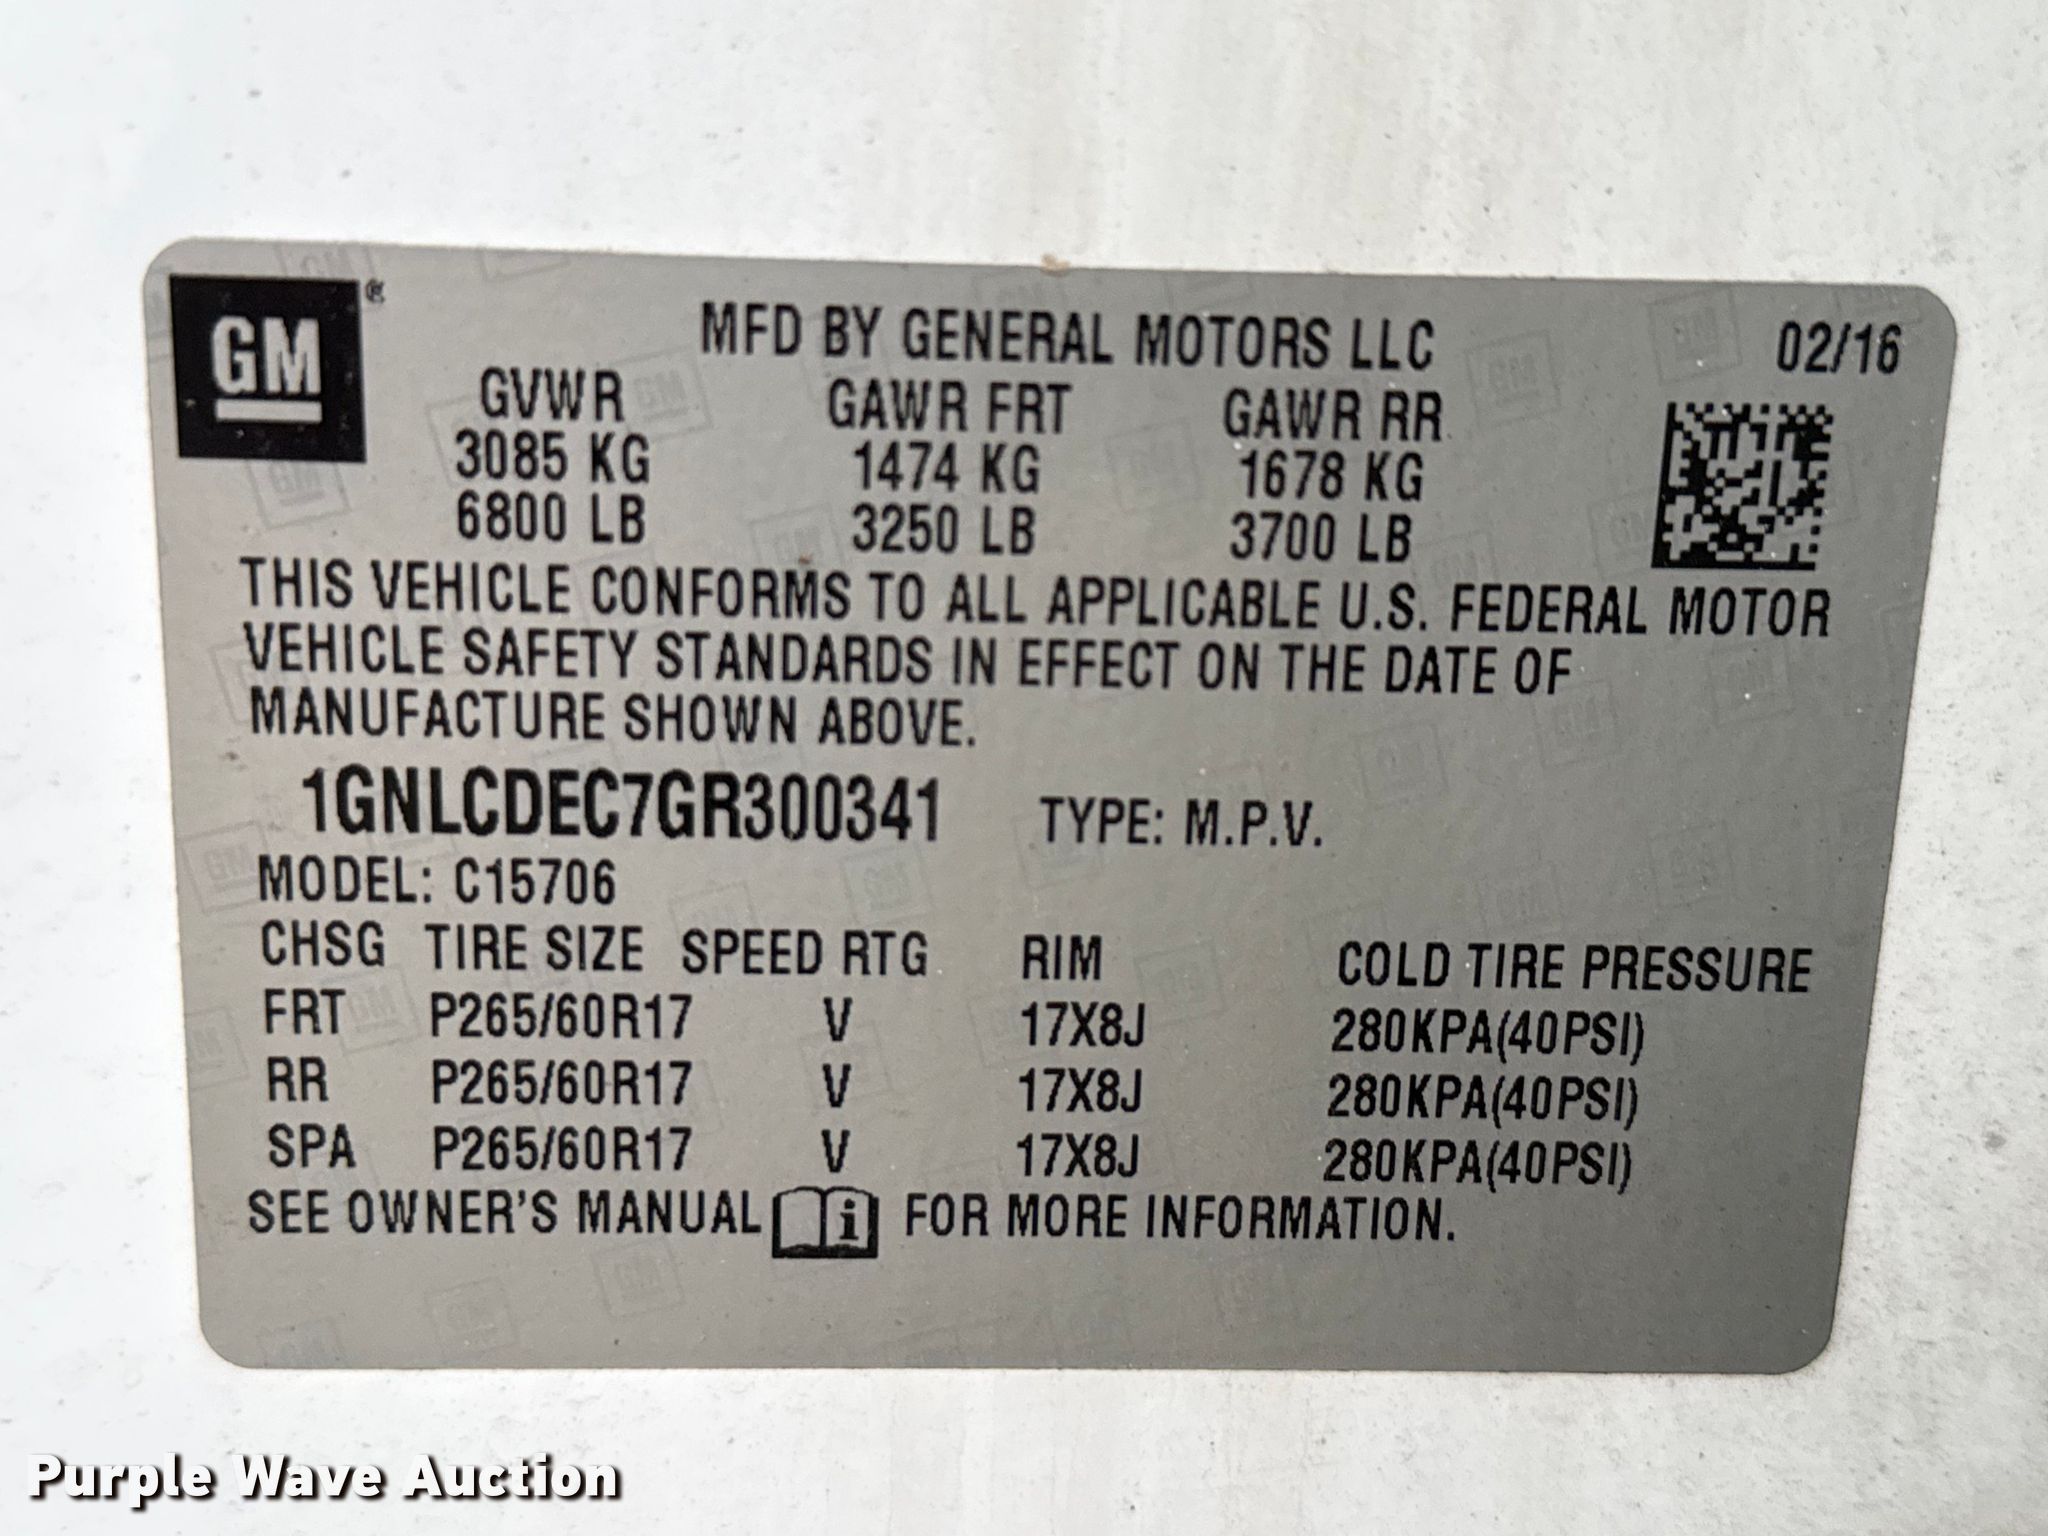 GM®
MFD BY GENERAL MOTORS LLC 02/16
GVWR GAWR FRT GAWR RR
3085 KG 1474 KG 1678 KG
6800 LB 3250 LB 3700 LB
THIS VEHICLE CONFORMS TO ALL APPLICABLE U.S. FEDERAL MOTOR
VEHICLE SAFETY STANDARDS IN EFFECT ON THE DATE OF
MANUFACTURE SHOWN ABOVE.
1GNLCDEC7GR300341 TYPE: M.P.V.
MODEL: C15706
CHSG TIRE SIZE SPEED RTG RIM COLD TIRE PRESSURE
FRT P265/60R17 V 17X8J 280KPA(40PSI)
RR P265/60R17 V 17X8J 280KPA(40PSI)
SPA P265/60R17 V 17X8J 280KPA(40PSI)
SEE OWNER'S MANUAL i FOR MORE INFORMATION.
Purple Wave Auction